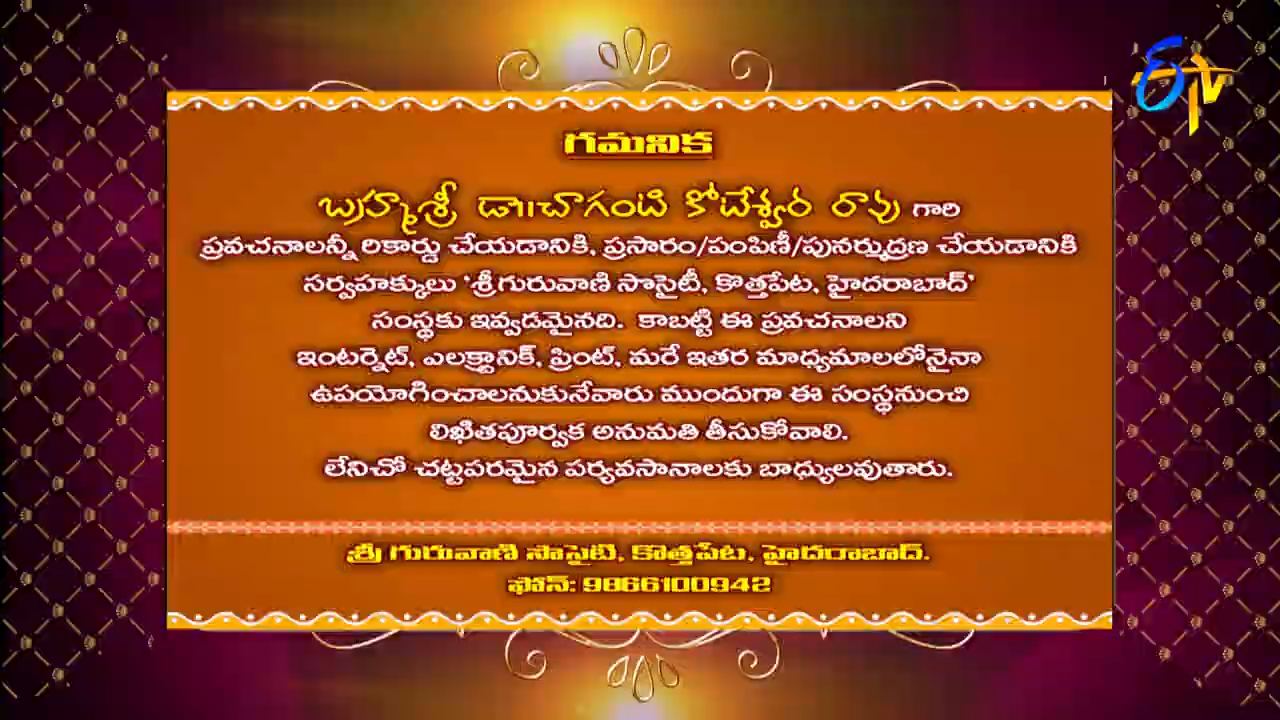 ETV
గమనిక
బ్రహ్మశ్రీ డా॥చాగంటి కోటేశ్వర రావు గారి
ప్రవచనాలన్నీ రికార్డు చేయడానికి, ప్రసారం/పంపిణీ/పునర్ముద్రణ చేయడానికి
సర్వహక్కులు ‘శ్రీగురువాణి సొసైటీ, కొత్తపేట, హైదరాబాద్’
సంస్థకు ఇవ్వడమైనది. కాబట్టి ఈ ప్రవచనాలని
ఇంటర్నెట్, ఎలక్ట్రానిక్, ప్రింట్, మరే ఇతర మాధ్యమాలలోనైనా
ఉపయోగించాలనుకునేవారు ముందుగా ఈ సంస్థనుంచి
లిఖితపూర్వక అనుమతి తీసుకోవాలి.
లేనిచో చట్టపరమైన పర్యవసానాలకు బాధ్యులవుతారు.
శ్రీ గురువాణి సొసైటి, కొత్తపేట, హైదరాబాద్.
ఫోన్: 9866100942